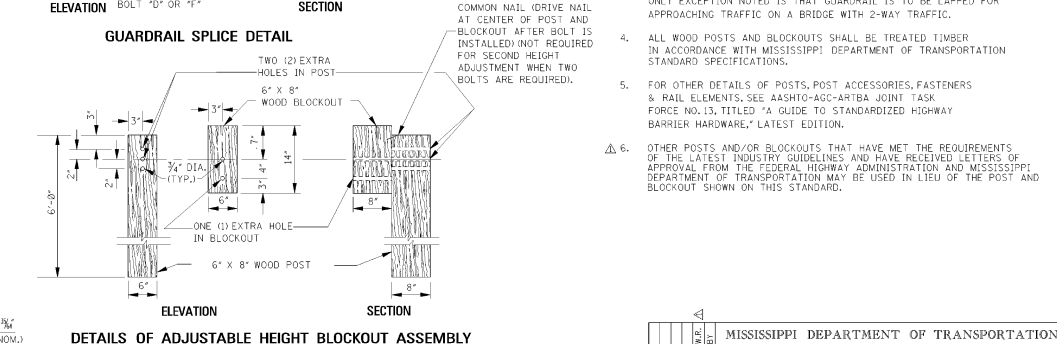 ELEVATION
BOLT "D" OR "F"
SECTION
GUARDRAIL SPLICE DETAIL
COMMON NAIL (DRIVE NAIL
AT CENTER OF POST AND
BLOCKOUT AFTER BOLT IS
INSTALLED) (NOT REQUIRED
FOR SECOND HEIGHT
ADJUSTMENT WHEN TWO
BOLTS ARE REQUIRED).
TWO (2) EXTRA
HOLES IN POST
6" X 8"
WOOD BLOCKOUT
3"
3"
3"
2"
2"
¾" DIA.
(TYP.)
7"
4"
3"
14"
6'-0"
6"
8"
ONE (1) EXTRA HOLE
IN BLOCKOUT
6" X 8" WOOD POST
6"
8"
ELEVATION
SECTION
NOM.)
DETAILS OF ADJUSTABLE HEIGHT BLOCKOUT ASSEMBLY
ONLY EXCEPTION NOTED IS THAT GUARDRAIL IS TO BE LAPPED FOR
APPROACHING TRAFFIC ON A BRIDGE WITH 2-WAY TRAFFIC.
4. ALL WOOD POSTS AND BLOCKOUTS SHALL BE TREATED TIMBER
IN ACCORDANCE WITH MISSISSIPPI DEPARTMENT OF TRANSPORTATION
STANDARD SPECIFICATIONS.
5. FOR OTHER DETAILS OF POSTS, POST ACCESSORIES, FASTENERS
& RAIL ELEMENTS, SEE AASHTO-AGC-ARTBA JOINT TASK
FORCE NO. 13, TITLED "A GUIDE TO STANDARDIZED HIGHWAY
BARRIER HARDWARE," LATEST EDITION.
6. OTHER POSTS AND/OR BLOCKOUTS THAT HAVE MET THE REQUIREMENTS
OF THE LATEST INDUSTRY GUIDELINES AND HAVE RECEIVED LETTERS OF
APPROVAL FROM THE FEDERAL HIGHWAY ADMINISTRATION AND MISSISSIPPI
DEPARTMENT OF TRANSPORTATION MAY BE USED IN LIEU OF THE POST AND
BLOCKOUT SHOWN ON THIS STANDARD.
W.R.
BY
MISSISSIPPI DEPARTMENT OF TRANSPORTATION